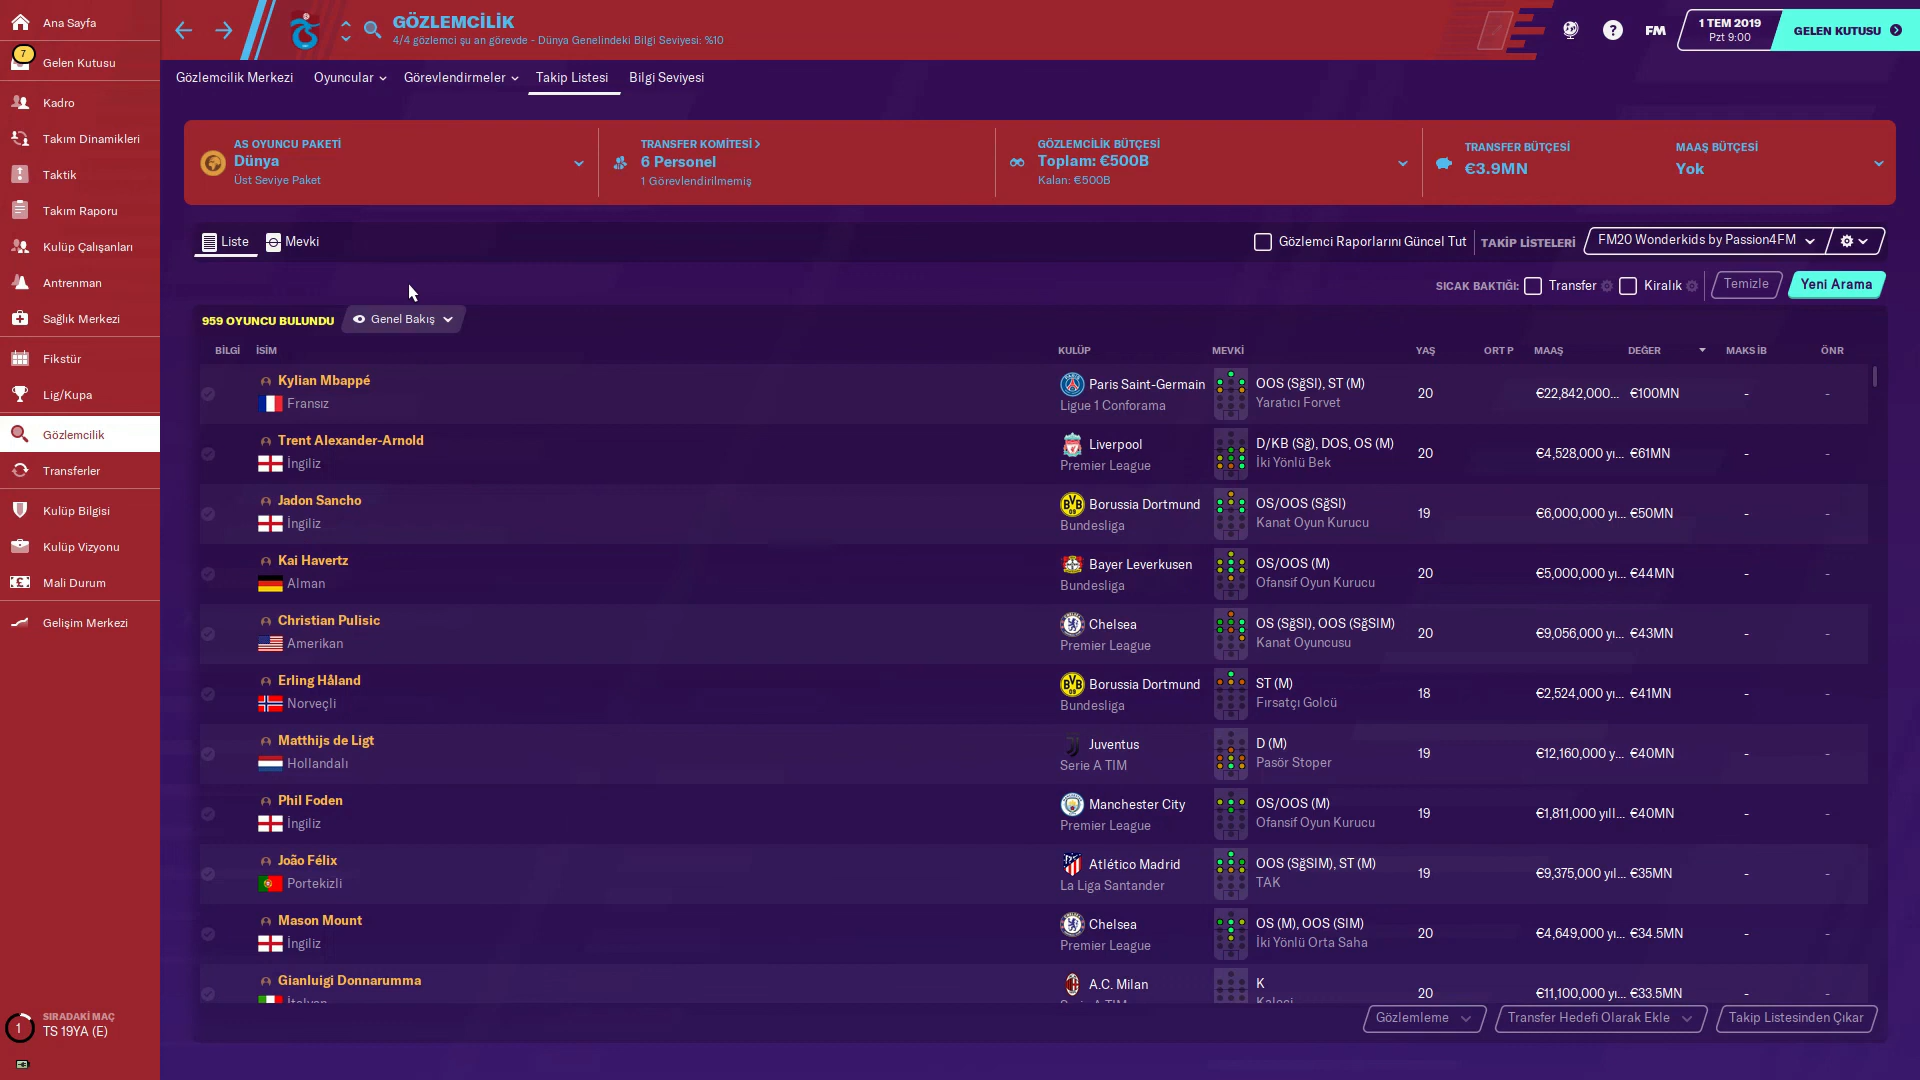 Ana Sayfa
7
Gelen Kutusu
Kadro
Takım Dinamikleri
Taktik
Takım Raporu
Kulüp Çalışanları
Antrenman
Sağlık Merkezi
Fikstür
Lig/Kupa
Gözlemcilik
Transferler
Kulüp Bilgisi
Kulüp Vizyonu
Mali Durum
Gelişim Merkezi
SIRADAKİ MAÇ
1 TS 19YA (E)
GÖZLEMCİLİK
4/4 gözlemci şu an görevde - Dünya Genelindeki Bilgi Seviyesi: %10
FM
1 TEM 2019
Pzt 9:00
GELEN KUTUSU
Gözlemcilik Merkezi Oyuncular Görevlendirmeler Takip Listesi Bilgi Seviyesi
AS OYUNCU PAKETİ
Dünya
Üst Seviye Paket
TRANSFER KOMİTESİ >
6 Personel
1 Görevlendirilmemiş
GÖZLEMCİLİK BÜTÇESİ
Toplam: €500B
Kalan: €500B
TRANSFER BÜTÇESİ
€3.9MN
MAAŞ BÜTÇESİ
Yok
Liste Mevki
Gözlemci Raporlarını Güncel Tut TAKİP LİSTELERİ FM20 Wonderkids by Passion4FM
SICAK BAKTIĞI: Transfer Kiralık Temizle Yeni Arama
959 OYUNCU BULUNDU Genel Bakış
BİLGİ İSİM KULÜP MEVKİ YAŞ ORT P MAAŞ DEĞER MAKS İB ÖNR
Kylian Mbappé Paris Saint-Germain OOS (SğSl), ST (M) 20 €22,842,000... €100MN - -
Fransız Ligue 1 Conforama Yaratıcı Forvet
Trent Alexander-Arnold Liverpool D/KB (Sğ), DOS, OS (M) 20 €4,528,000 yı... €61MN - -
İngiliz Premier League İki Yönlü Bek
Jadon Sancho Borussia Dortmund OS/OOS (SğSl) 19 €6,000,000 yı... €50MN - -
İngiliz Bundesliga Kanat Oyun Kurucu
Kai Havertz Bayer Leverkusen OS/OOS (M) 20 €5,000,000 yı... €44MN - -
Alman Bundesliga Ofansif Oyun Kurucu
Christian Pulisic Chelsea OS (SğSl), OOS (SğSlM) 20 €9,056,000 yı... €43MN - -
Amerikan Premier League Kanat Oyuncusu
Erling Håland Borussia Dortmund ST (M) 18 €2,524,000 yı... €41MN - -
Norveçli Bundesliga Fırsatçı Golcü
Matthijs de Ligt Juventus D (M) 19 €12,160,000 y... €40MN - -
Hollandalı Serie A TIM Pasör Stoper
Phil Foden Manchester City OS/OOS (M) 19 €1,811,000 yıll... €40MN - -
İngiliz Premier League Ofansif Oyun Kurucu
João Félix Atlético Madrid OOS (SğSlM), ST (M) 19 €9,375,000 yıl... €35MN - -
Portekizli La Liga Santander TAK
Mason Mount Chelsea OS (M), OOS (SlM) 20 €4,649,000 yı... €34.5MN - -
İngiliz Premier League İki Yönlü Orta Saha
Gianluigi Donnarumma A.C. Milan K 20 €11,100,000 yı... €33.5MN - -
İtalyan Serie A TIM Kaleci
Gözlemleme Transfer Hedefi Olarak Ekle Takip Listesinden Çıkar